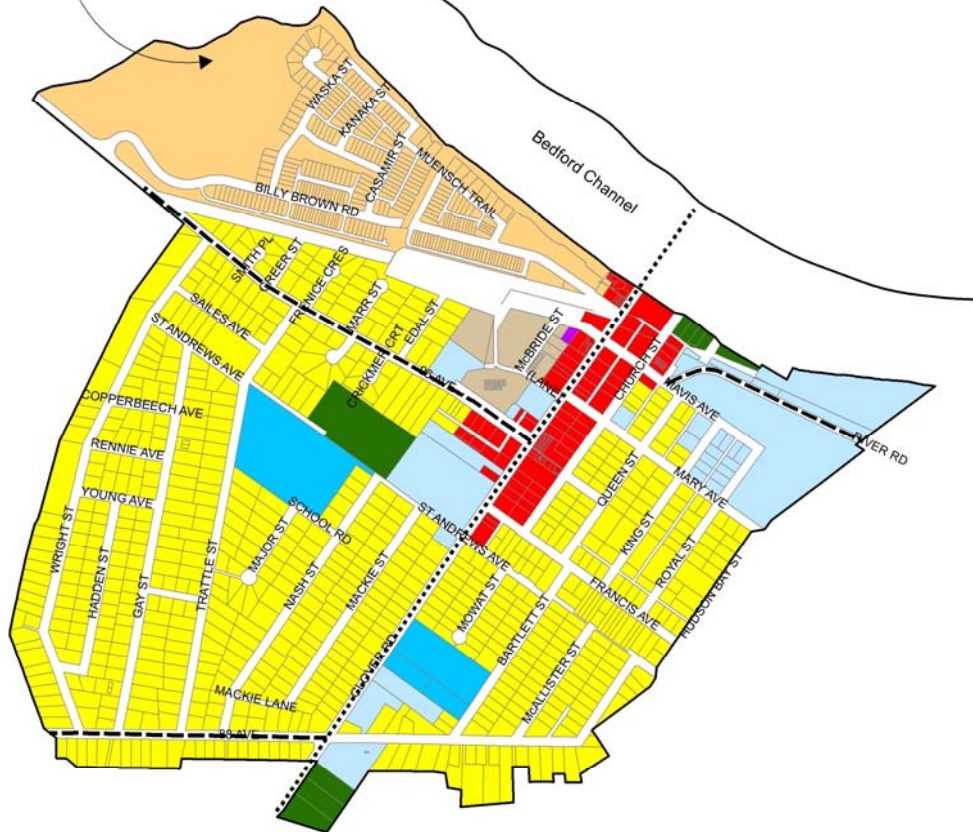 WASKA ST
KANAKA ST
CASAMIR ST
MUENSCH TRAIL
BILLY BROWN RD
Bedford Channel
SMITH PL
GREER ST
FRENICE CRES
MARR ST
CRICKMER CRT
EDAL ST
McBRIDE ST
LANE
CHURCH ST
MAVIS AVE
RIVER RD
SAILES AVE
ST ANDREWS AVE
COPPERBEECH AVE
RENNIE AVE
YOUNG AVE
WRIGHT ST
HADDEN ST
GAY ST
TRATTLE ST
MAJOR ST
SCHOOL RD
NASH ST
MACKIE ST
ST ANDREWS AVE
QUEEN ST
MARY AVE
KING ST
ROYAL ST
HUDSON BAY ST
FRANCIS AVE
MOWAT ST
BARTLETT ST
McALLISTER ST
GLOVER RD
MACKIE LANE
88 AVE